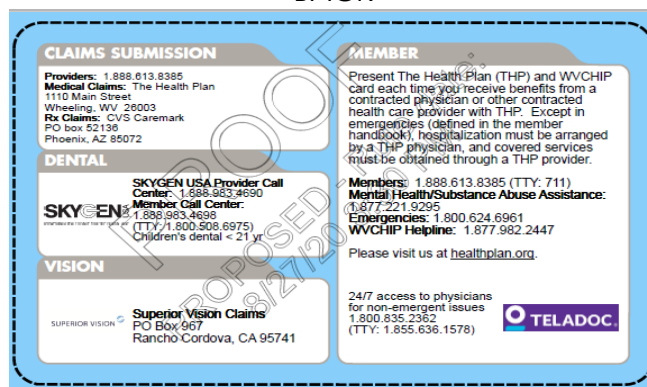 BACK
CLAIMS SUBMISSION
Providers: 1.888.613.8385
Medical Claims: The Health Plan
1110 Main Street
Wheeling, WV 26003
Rx Claims: CVS Caremark
PO box 52136
Phoenix, AZ 85072
DENTAL
SKYGEN USA
SKYGEN USA Provider Call
Center: 1.888.983.4690
Member Call Center:
1.888.983.4698
(TTY: 1.800.508.6975)
Children's dental < 21 yr
VISION
SUPERIOR VISION
Superior Vision Claims
PO Box 967
Rancho Cordova, CA 95741
MEMBER
Present The Health Plan (THP) and WVCHIP
card each time you receive benefits from a
contracted physician or other contracted
health care provider with THP. Except in
emergencies (defined in the member
handbook), hospitalization must be arranged
by a THP physician, and covered services
must be obtained through a THP provider.
Members: 1.888.613.8385 (TTY: 711)
Mental Health/Substance Abuse Assistance:
1.877.221.9295
Emergencies: 1.800.624.6961
WVCHIP Helpline: 1.877.982.2447
Please visit us at healthplan.org.
24/7 access to physicians
for non-emergent issues
1.800.835.2362
(TTY: 1.855.636.1578)
TELADOC
PROOF
PROPOSED
8/27/20